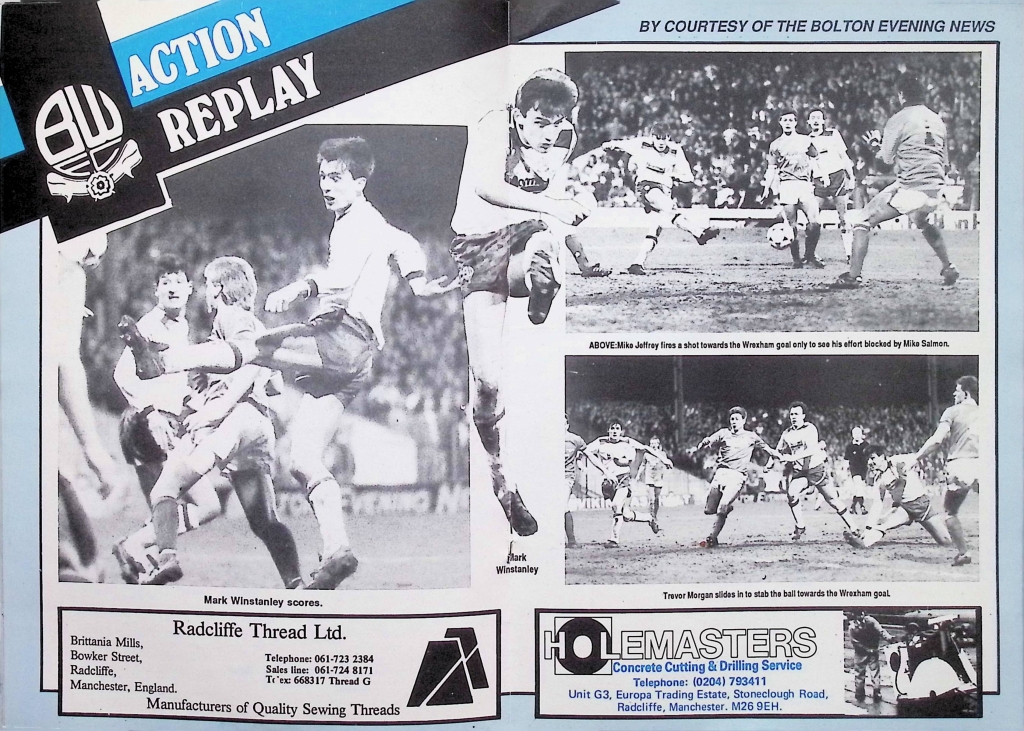 BY COURTESY OF THE BOLTON EVENING NEWS
ACTION
REPLAY
BW
ABOVE:Mike Jeffrey fires a shot towards the Wrexham goal only to see his effort blocked by Mike Salmon.
Mark
Winstanley
Mark Winstanley scores.
Trevor Morgan slides in to stab the ball towards the Wrexham goal.
Radcliffe Thread Ltd.
Brittania Mills,
Bowker Street,
Radcliffe,
Manchester, England.
Telephone: 061-723 2384
Sales line: 061-724 8171
Te'ex: 668317 Thread G
Manufacturers of Quality Sewing Threads
HOLEMASTERS
Concrete Cutting & Drilling Service
Telephone: (0204) 793411
Unit G3, Europa Trading Estate, Stoneclough Road,
Radcliffe, Manchester. M26 9EH.